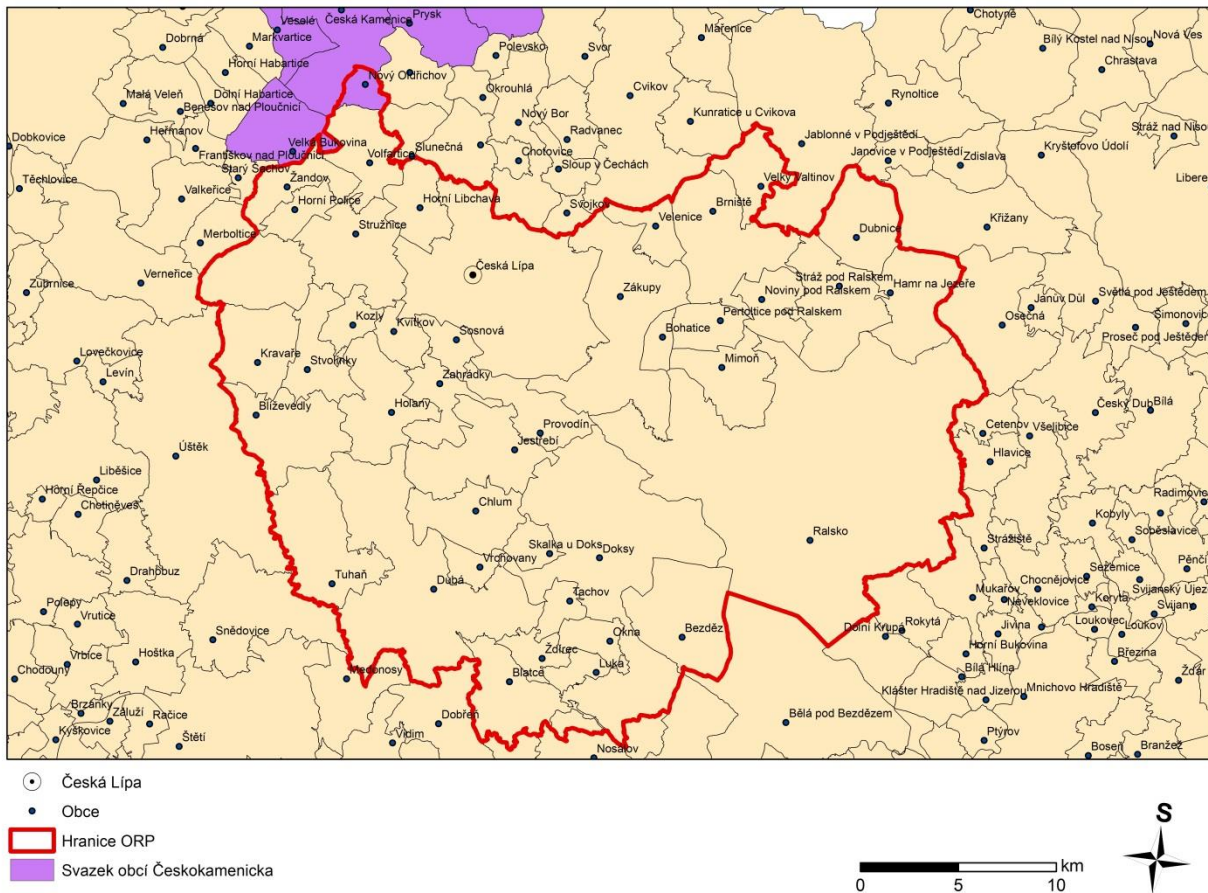 Veselé
Česká Kamenice
Prysk
Chotyně
Dobrná
Markvartice
Polevsko
Svor
Mařenice
Bílý Kostel nad Nisou
Nová Ves
Horní Habartice
Nový Oldřichov
Chrastava
Malá Veleň
Dolní Habartice
Benešov nad Ploučnicí
Okrouhlá
Cvikov
Rynoltice
Nový Bor
Kunratice u Cvikova
Dobkovice
Heřmanov
Radvanec
Stráž nad Nisou
Velká Bukovina
Slunečná
Jablonné v Podještědí
Františkov nad Ploučnicí
Volfartice
Chotovice
Janovice v Podještědí
Kryštofovo Údolí
Starý Šachov
Sloup v Čechách
Zdislava
Těchlovice
Valkeřice
Žandov
Velký Valtinov
Liberec
Horní Police
Horní Libchava
Svojkov
Velenice
Brniště
Stružnice
Dubnice
Křižany
Merboltice
Česká Lípa
Verneřice
Zubrnice
Zákupy
Stráž pod Ralskem
Noviny pod Ralskem
Hamr na Jezeře
Světlá pod Ještědem
Janův Důl
Pertoltice pod Ralskem
Osečná
Šimonovice
Kozly
Kvítkov
Sosnová
Bohatice
Proseč pod Ještědem
Lovečkovice
Kravaře
Stvolínky
Mimoň
Levín
Zahrádky
Blíževedly
Holany
Český Dub
Bílá
Provodín
Cetenov
Všelibice
Úštěk
Jestřebí
Hlavice
Liběšice
Horní Řepčice
Chotiněves
Chlum
Radimovice
Kobyly
Ralsko
Soběslavice
Skalka u Doks
Doksy
Strážiště
Drahobuz
Vrchovany
Pěnčín
Tuhaň
Dubá
Chocnějovice
Sezemice
Svijanský Újezd
Tachov
Mukařov
Neveklovice
Koryta
Svijany
Polepy
Vrutice
Snědovice
Okna
Bezděz
Dolní Krupá
Rokytá
Jivina
Loukovec
Loukov
Vrbice
Hoštka
Ždírec
Horní Bukovina
Březina
Chodouny
Medonosy
Blatce
Luka
Bílá Hlína
Žďár
Klášter Hradiště nad Jizerou
Mnichovo Hradiště
Brzánky
Záluží
Račice
Dobřeň
Bělá pod Bezdězem
Kyškovice
Štětí
Vidim
Nosálov
Ptýrov
Boseň
Branžež
Česká Lípa
Obce
Hranice ORP
Svazek obcí Českokamenicka
km
0 5 10
S